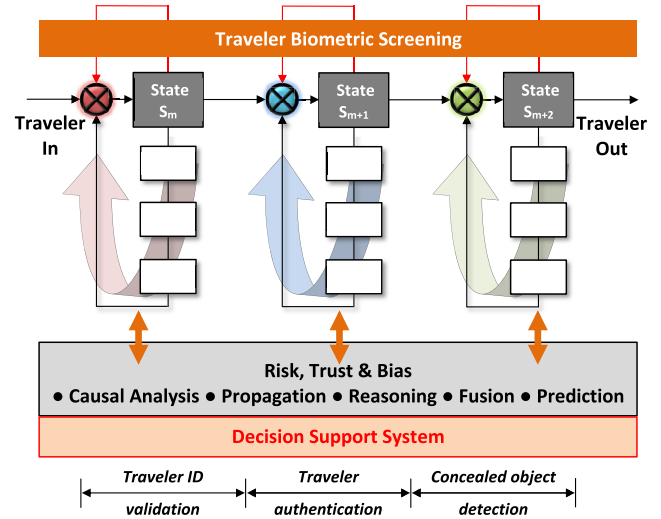 Traveler Biometric Screening
State
Sm
State
Sm+1
State
Sm+2
Traveler
In
Traveler
Out
Risk, Trust & Bias
● Causal Analysis ● Propagation ● Reasoning ● Fusion ● Prediction
Decision Support System
Traveler ID
validation
Traveler
authentication
Concealed object
detection